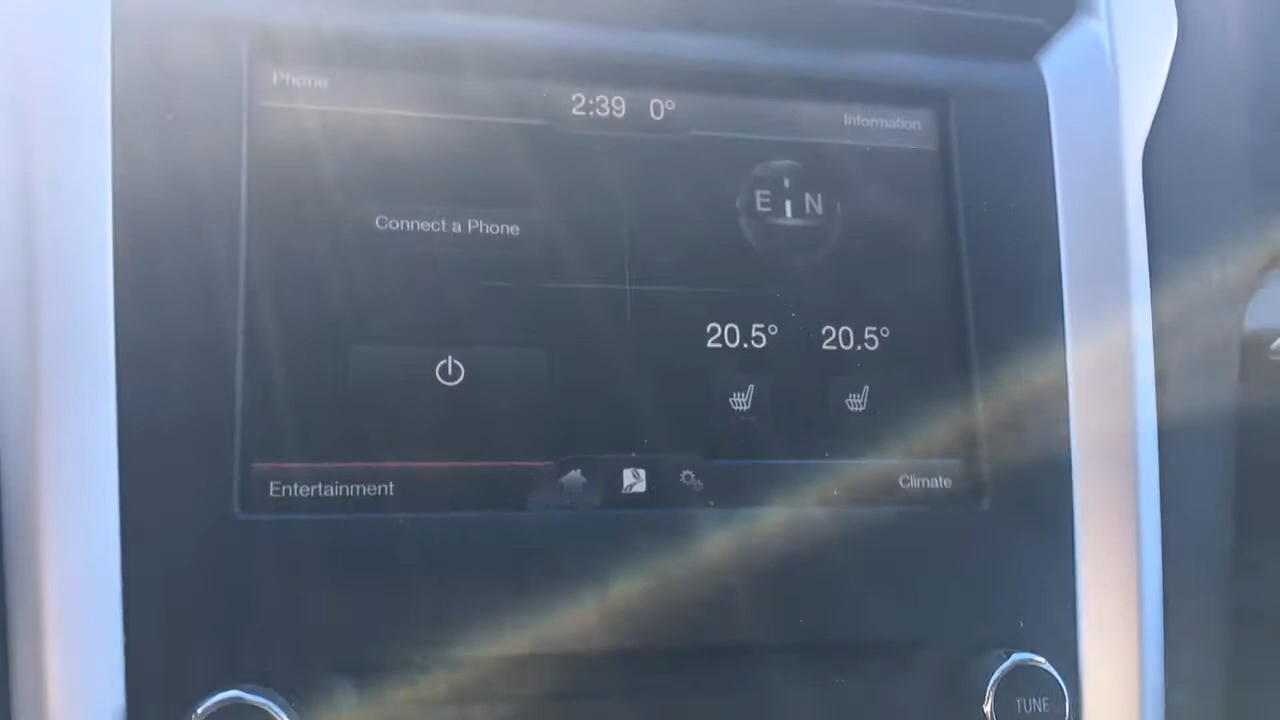 Phone
2:39 0°
Information
E N
Connect a Phone
20.5° 20.5°
Entertainment
Climate
TUNE